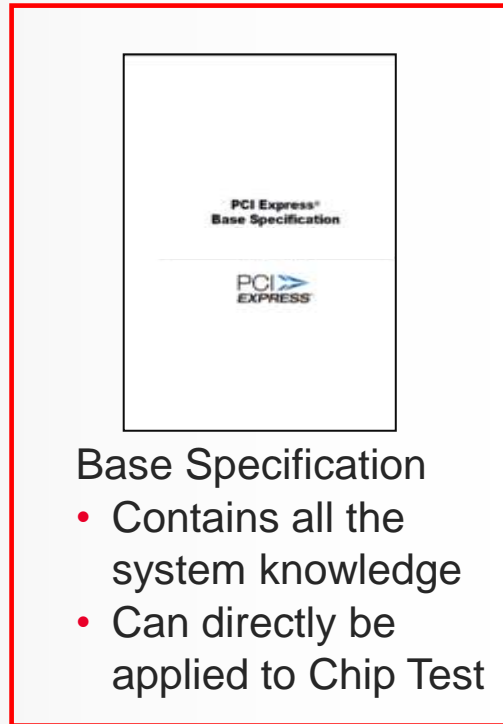 PCI Express®
Base Specification
PCI
EXPRESS®
Base Specification
• Contains all the
system knowledge
• Can directly be
applied to Chip Test